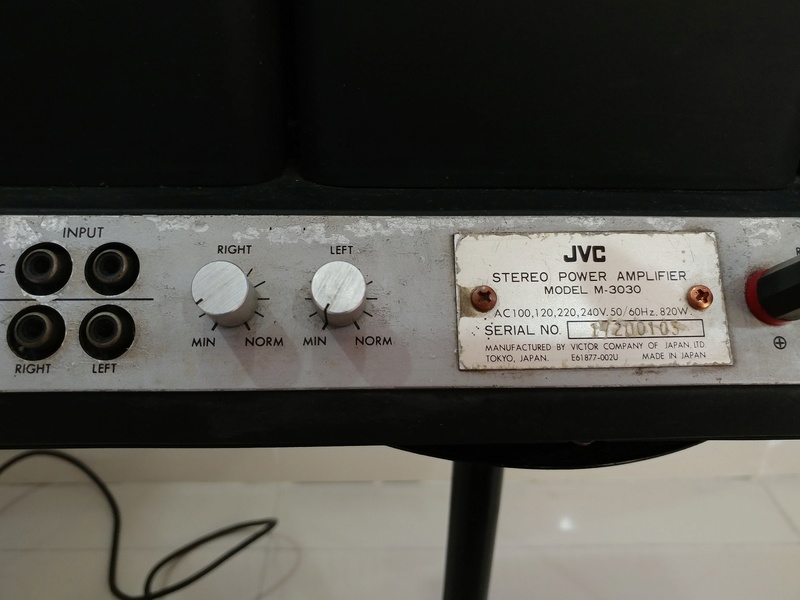 INPUT
RIGHT
LEFT
MIN
NORM
MIN
NORM
RIGHT
LEFT
JVC
STEREO POWER AMPLIFIER
MODEL M-3030
AC100,120,220,240V, 50/60Hz, 820W.
SERIAL NO. 17200103
MANUFACTURED BY VICTOR COMPANY OF JAPAN, LTD
TOKYO, JAPAN. E61877-002U MADE IN JAPAN